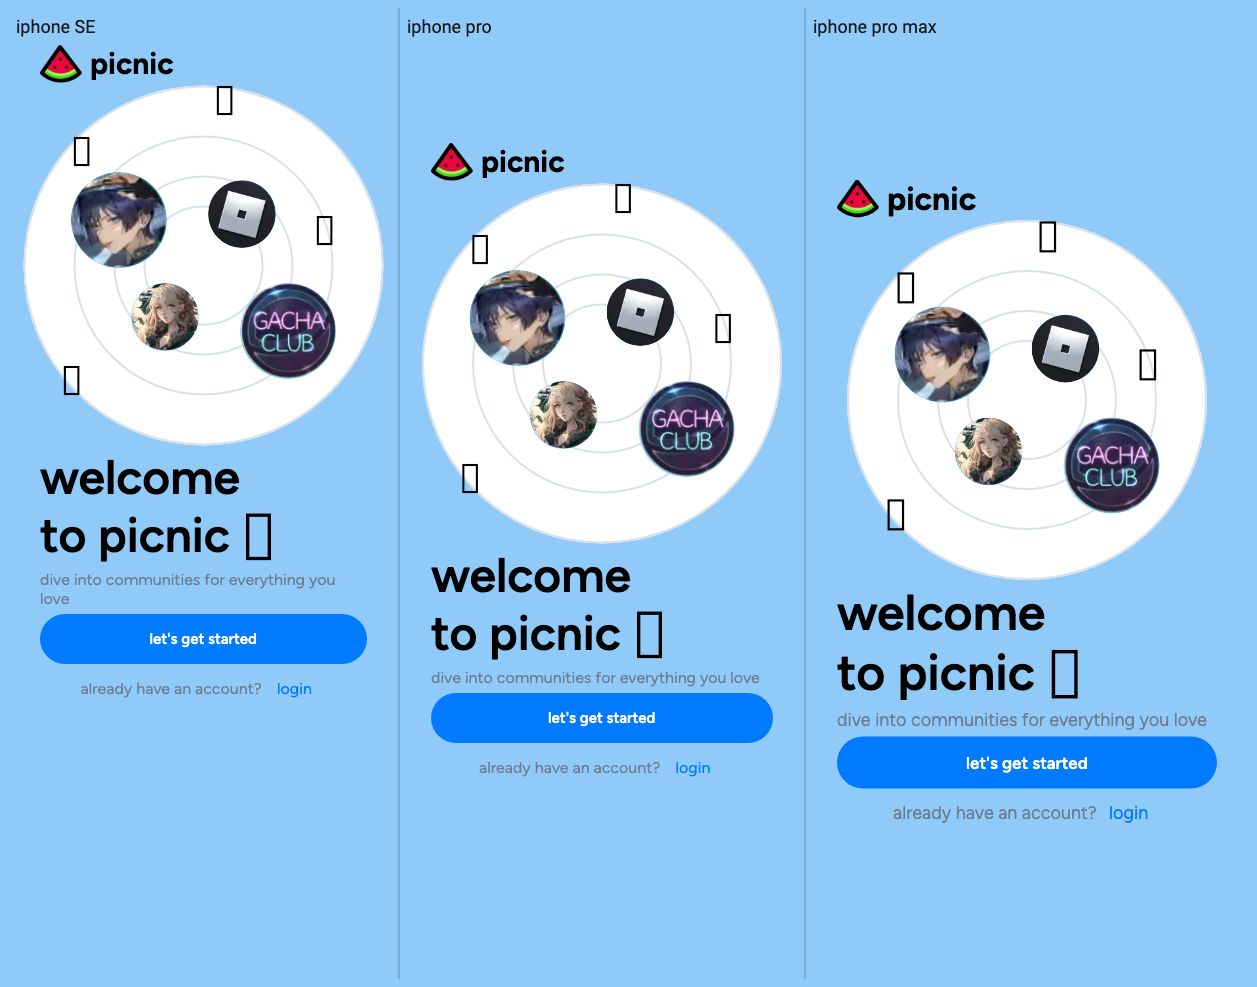 iphone SE
picnic
GACHA
CLUB
welcome
to picnic
dive into communities for everything you
love
let's get started
already have an account? login
iphone pro
picnic
GACHA
CLUB
welcome
to picnic
dive into communities for everything you love
let's get started
already have an account? login
iphone pro max
picnic
GACHA
CLUB
welcome
to picnic
dive into communities for everything you love
let's get started
already have an account? login